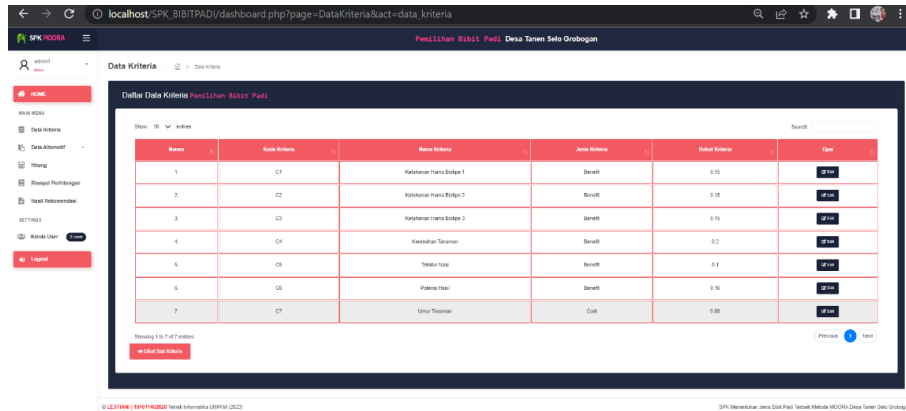 localhost/SPK_BIBITPADI/dashboard.php?page=DataKriteria&act=data_kriteria
SPK MOORA
Pemilihan Bibit Padi Desa Tanen Selo Grobogan
admin1
Data Kriteria > Data Kriteria
HOME
MAIN MENU
Data Kriteria
Data Alternatif
Hitung
Riwayat Perhitungan
Hasil Rekomendasi
SETTINGS
Kelola User 2 Level
Logout
Daftar Data Kriteria Pemilihan Bibit Padi
Show 10 entries
Search
Nomor Kode Kriteria Nama Kriteria Jenis Kriteria Bobot Kriteria Opsi
1. C1 Ketahanan Hama Biotipe 1 Benefit 0.15 Edit
2. C2 Ketahanan Hama Biotipe 2 Benefit 0.15 Edit
3. C3 Ketahanan Hama Biotipe 3 Benefit 0.15 Edit
4. C4 Kerebahan Tanaman Benefit 0.2 Edit
5. C5 Tekstur Nasi Benefit 0.1 Edit
6. C6 Potensi Hasil Benefit 0.16 Edit
7. C7 Umur Tanaman Cost Edit
Showing 1 to 7 of 7 entries
Previous 1 Next
Lihat Sub Kriteria
© LESTIANI | Teknik Informatika UNPAM (2023)
SPK Menentukan Jenis Bibit Padi Terbaik Metode MOORA Desa Tanen Selo Grobog